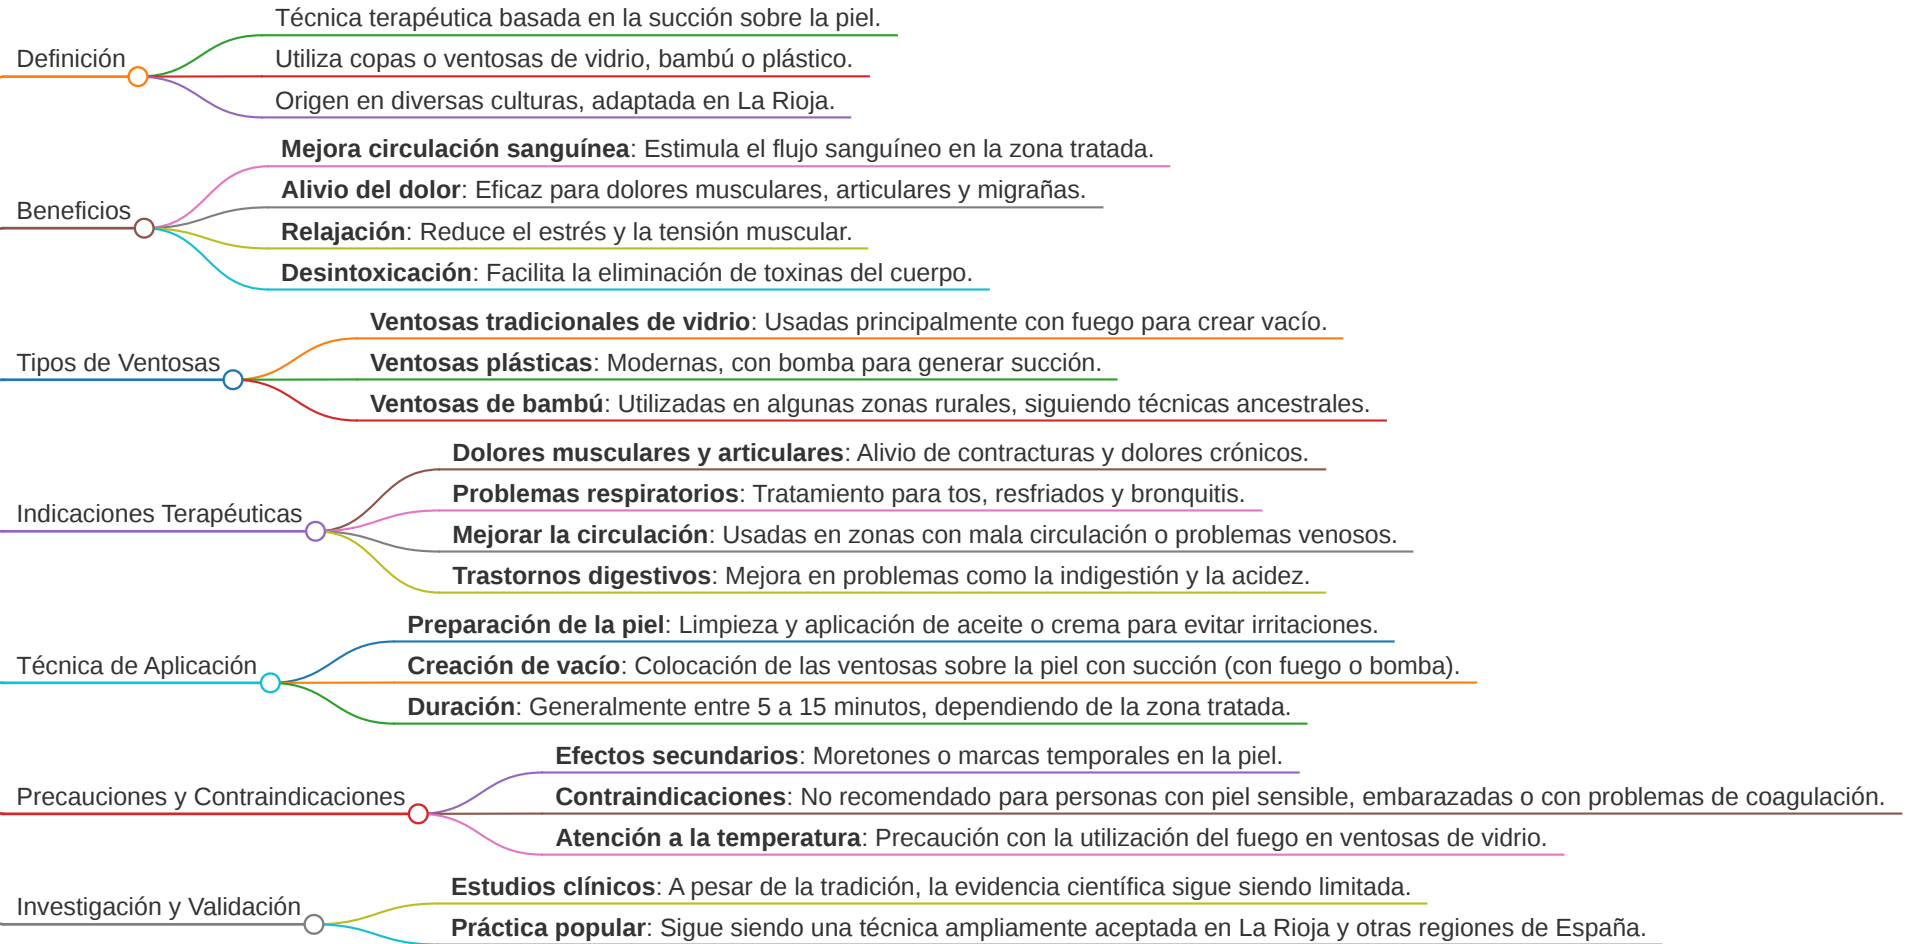 Definición
Técnica terapéutica basada en la succión sobre la piel.
Utiliza copas o ventosas de vidrio, bambú o plástico.
Origen en diversas culturas, adaptada en La Rioja.
Beneficios
Mejora circulación sanguínea: Estimula el flujo sanguíneo en la zona tratada.
Alivio del dolor: Eficaz para dolores musculares, articulares y migrañas.
Relajación: Reduce el estrés y la tensión muscular.
Desintoxicación: Facilita la eliminación de toxinas del cuerpo.
Tipos de Ventosas
Ventosas tradicionales de vidrio: Usadas principalmente con fuego para crear vacío.
Ventosas plásticas: Modernas, con bomba para generar succión.
Ventosas de bambú: Utilizadas en algunas zonas rurales, siguiendo técnicas ancestrales.
Indicaciones Terapéuticas
Dolores musculares y articulares: Alivio de contracturas y dolores crónicos.
Problemas respiratorios: Tratamiento para tos, resfriados y bronquitis.
Mejorar la circulación: Usadas en zonas con mala circulación o problemas venosos.
Trastornos digestivos: Mejora en problemas como la indigestión y la acidez.
Técnica de Aplicación
Preparación de la piel: Limpieza y aplicación de aceite o crema para evitar irritaciones.
Creación de vacío: Colocación de las ventosas sobre la piel con succión (con fuego o bomba).
Duración: Generalmente entre 5 a 15 minutos, dependiendo de la zona tratada.
Precauciones y Contraindicaciones
Efectos secundarios: Moretones o marcas temporales en la piel.
Contraindicaciones: No recomendado para personas con piel sensible, embarazadas o con problemas de coagulación.
Atención a la temperatura: Precaución con la utilización del fuego en ventosas de vidrio.
Investigación y Validación
Estudios clínicos: A pesar de la tradición, la evidencia científica sigue siendo limitada.
Práctica popular: Sigue siendo una técnica ampliamente aceptada en La Rioja y otras regiones de España.